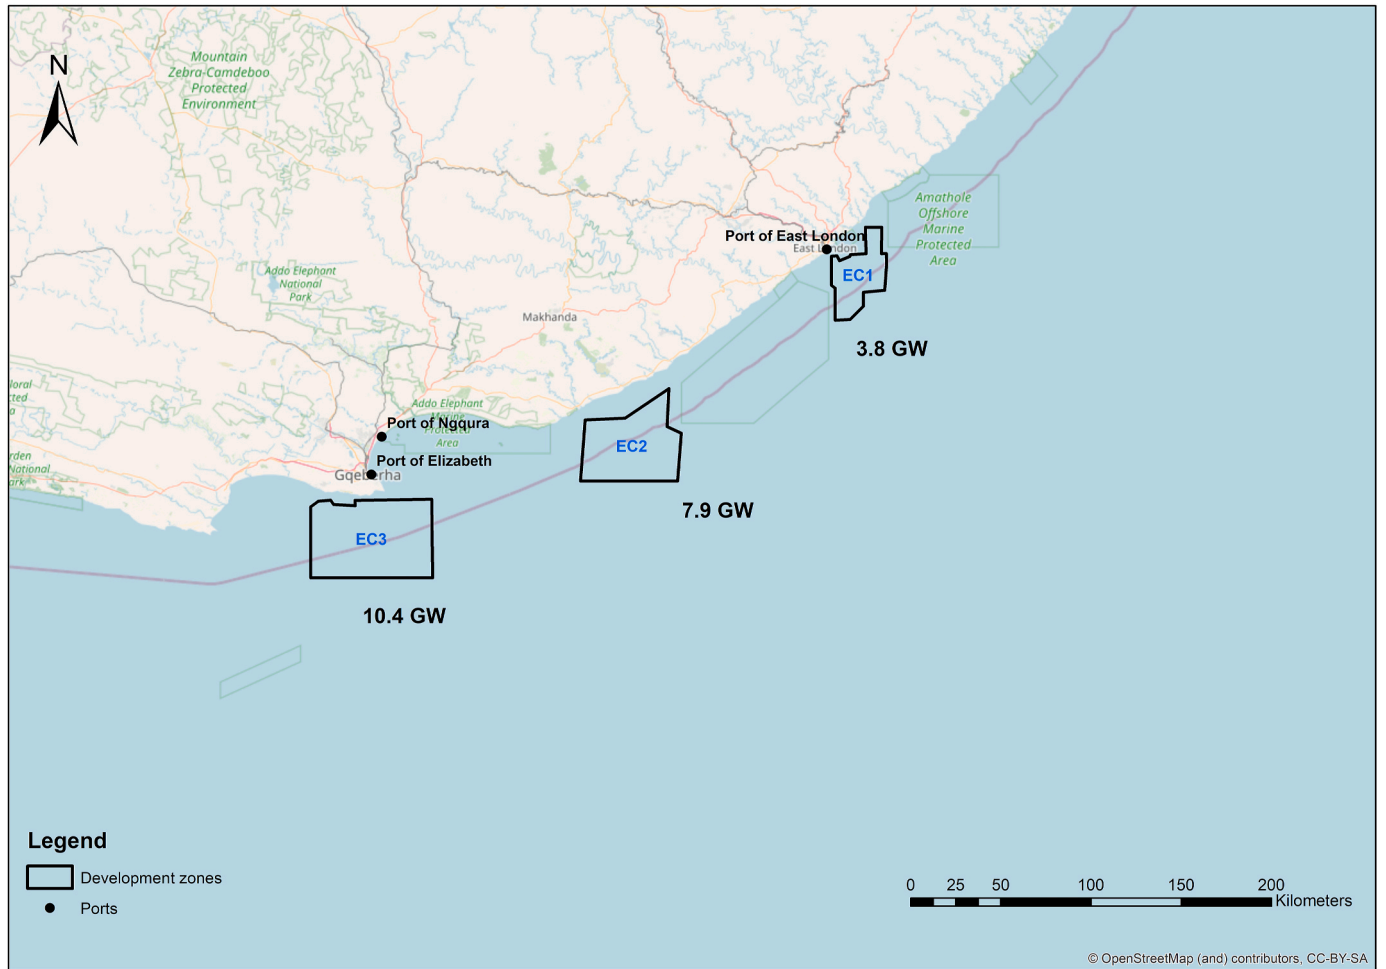 N
Mountain
Zebra-Camdeboo
Protected
Environment
Amathole
Offshore
Marine
Protected
Area
Port of East London
East London
EC1
Addo Elephant
National
Park
Makhanda
3.8 GW
Addo Elephant
Marine
Protected
Area
Port of Ngqura
EC2
Port of Elizabeth
Gqeberha
7.9 GW
National
EC3
10.4 GW
Legend
Development zones
Ports
0 25 50 100 150 200
Kilometers
© OpenStreetMap (and) contributors, CC-BY-SA